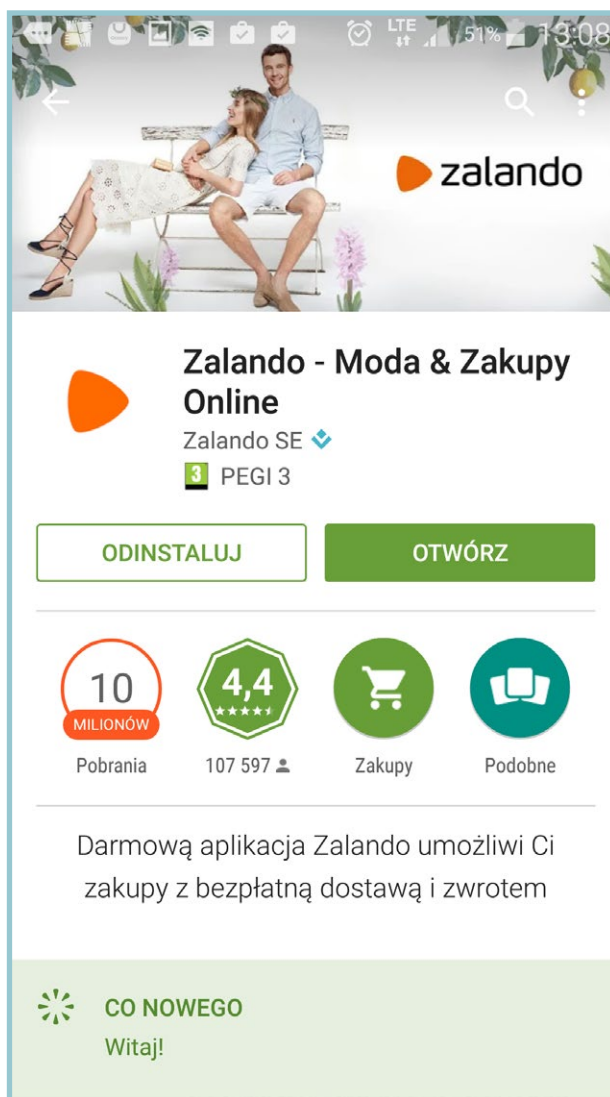 LTE 51% 13:08
zalando
Zalando - Moda & Zakupy
Online
Zalando SE
3 PEGI 3
ODINSTALUJ OTWÓRZ
10 4,4
MILIONÓW
Pobrania 107 597 Zakupy Podobne
Darmową aplikacja Zalando umożliwi Ci
zakupy z bezpłatną dostawą i zwrotem
CO NOWEGO
Witaj!